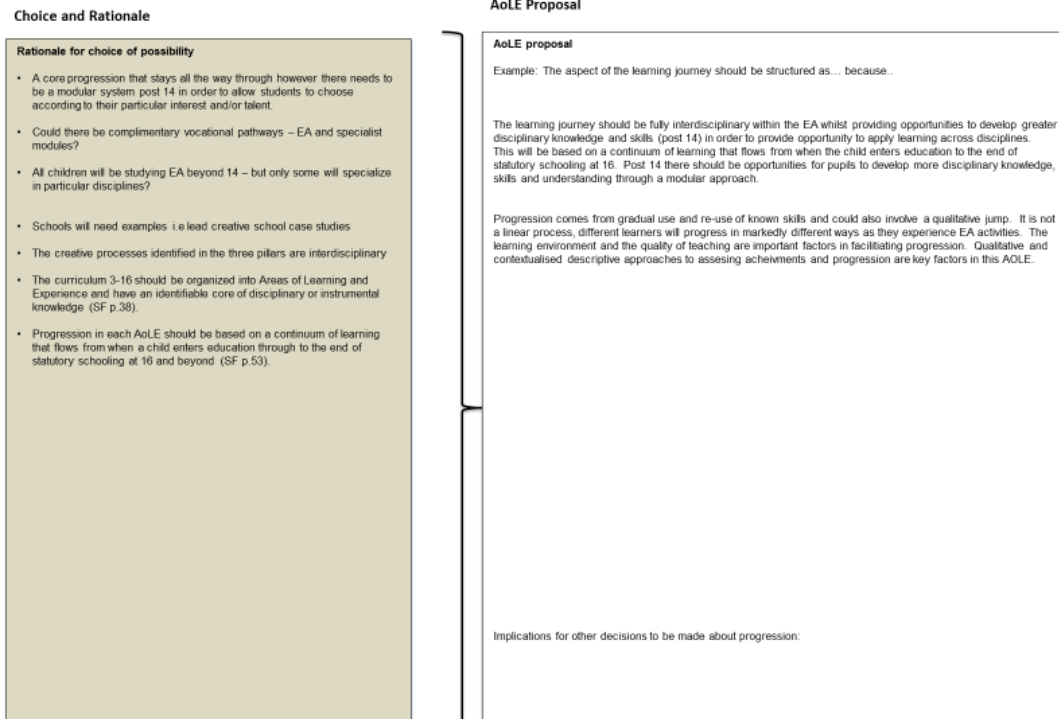 Choice and Rationale
Rationale for choice of possibility
• A core progression that stays all the way through however there needs to
be a modular system post 14 in order to allow students to choose
according to their particular interest and/or talent.
• Could there be complimentary vocational pathways – EA and specialist
modules?
• All children will be studying EA beyond 14 – but only some will specialize
in particular disciplines?
• Schools will need examples i.e lead creative school case studies
• The creative processes identified in the three pillars are interdisciplinary
• The curriculum 3-16 should be organized into Areas of Learning and
Experience and have an identifiable core of disciplinary or instrumental
knowledge (SF p.38).
• Progression in each AoLE should be based on a continuum of learning
that flows from when a child enters education through to the end of
statutory schooling at 16 and beyond (SF p.53).
AoLE Proposal
AoLE proposal
Example: The aspect of the learning journey should be structured as... because..
The learning journey should be fully interdisciplinary within the EA whilst providing opportunities to develop greater
disciplinary knowledge and skills (post 14) in order to provide opportunity to apply learning across disciplines.
This will be based on a continuum of learning that flows from when the child enters education to the end of
statutory schooling at 16. Post 14 there should be opportunities for pupils to develop more disciplinary knowledge,
skills and understanding through a modular approach.
Progression comes from gradual use and re-use of known skills and could also involve a qualitative jump. It is not
a linear process, different learners will progress in markedly different ways as they experience EA activities. The
learning environment and the quality of teaching are important factors in facilitiating progression. Qualitative and
contextualised descriptive approaches to assesing acheivments and progression are key factors in this AOLE.
Implications for other decisions to be made about progression: